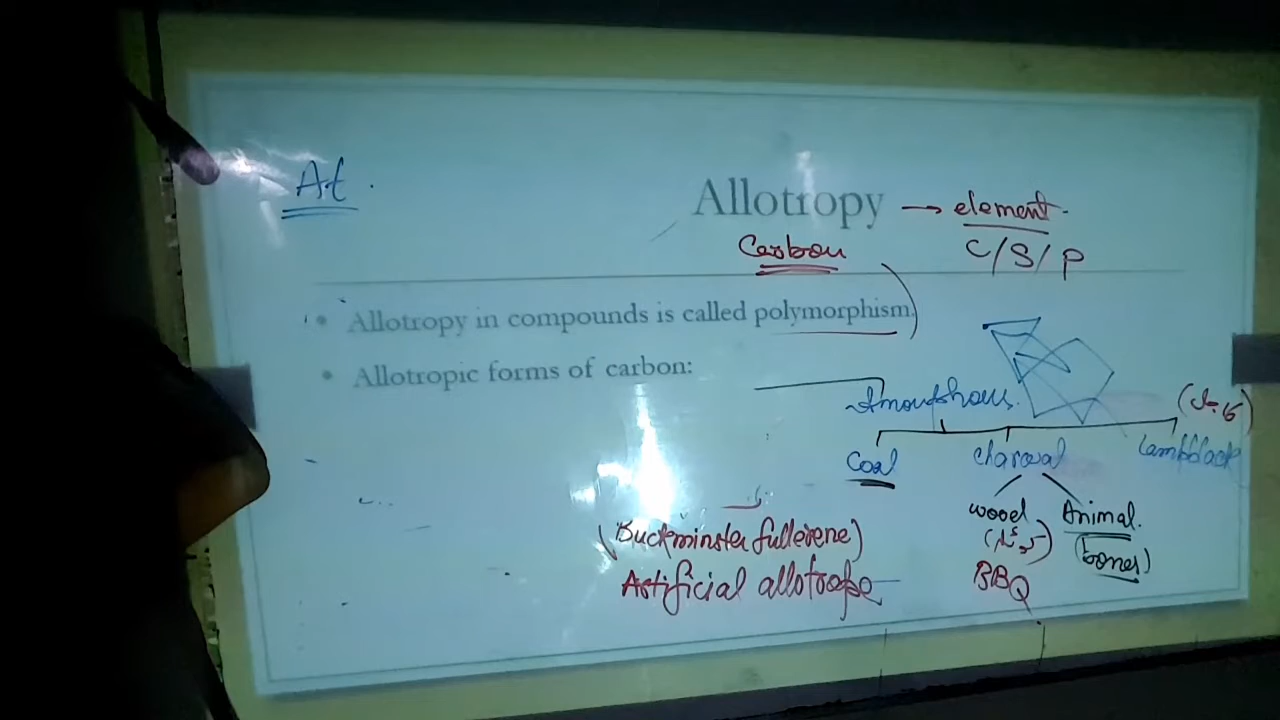 At.
Allotropy → element.
Carbon
C/S/P
• Allotropy in compounds is called polymorphism.
• Allotropic forms of carbon:
Amorphous.
Coal charcoal Lampblack
wood Animal.
(bones)
(Buckminster fullerene)
BBQ
Artificial allotrope